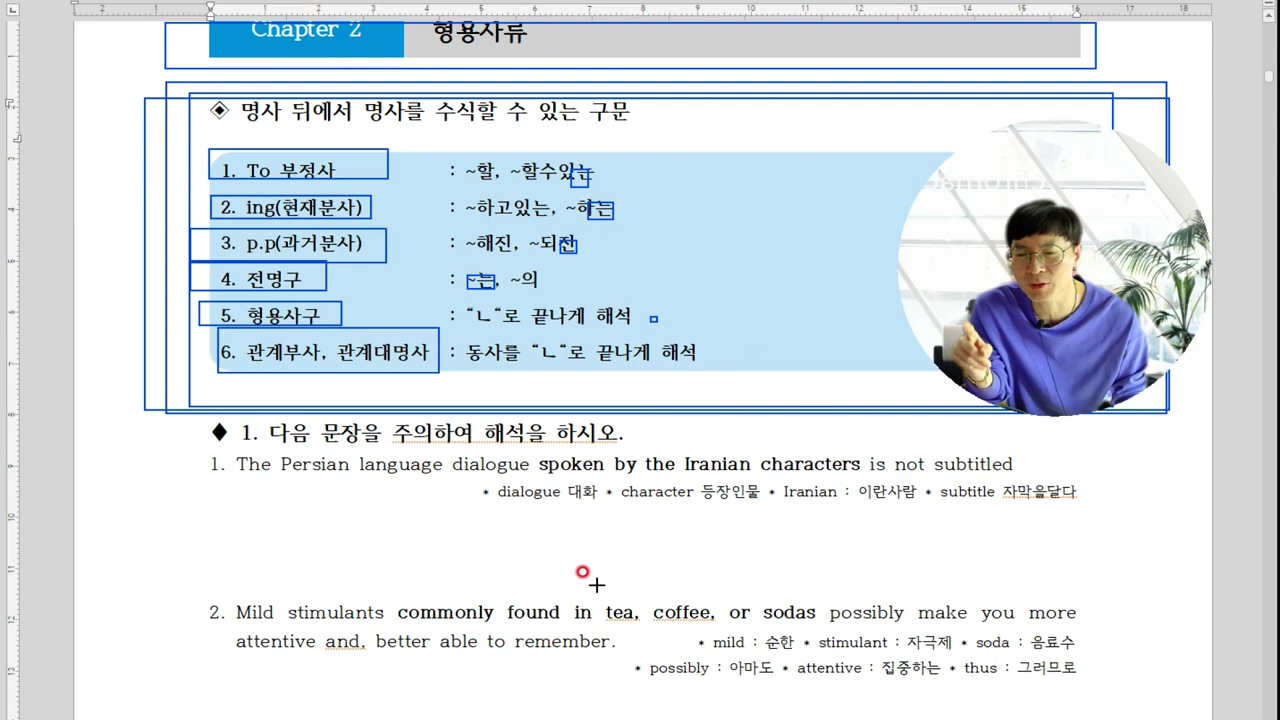 Chapter 2 형용사류
◈ 명사 뒤에서 명사를 수식할 수 있는 구문
1. To 부정사 : ~할, ~할수있는
2. ing(현재분사) : ~하고있는, ~하는
3. p.p(과거분사) : ~해진, ~되진
4. 전명구 : ~는, ~의
5. 형용사구 : “ㄴ“로 끝나게 해석
6. 관계부사, 관계대명사 : 동사를 “ㄴ“로 끝나게 해석
♦ 1. 다음 문장을 주의하여 해석을 하시오.
1. The Persian language dialogue spoken by the Iranian characters is not subtitled
* dialogue 대화 * character 등장인물 * Iranian : 이란사람 * subtitle 자막을달다
2. Mild stimulants commonly found in tea, coffee, or sodas possibly make you more
attentive and, better able to remember. * mild : 순한 * stimulant : 자극제 * soda : 음료수
* possibly : 아마도 * attentive : 집중하는 * thus : 그러므로